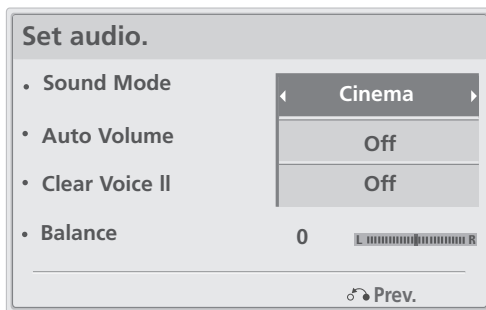 Set audio.
• Sound Mode Cinema
• Auto Volume Off
• Clear Voice ll Off
• Balance 0 L R
Prev.